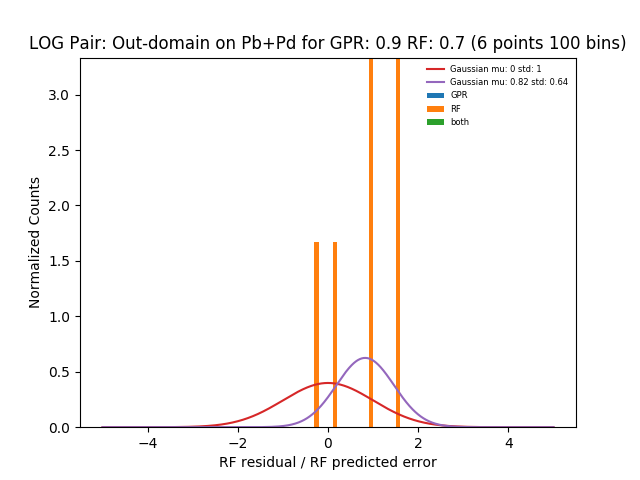 LOG Pair: Out-domain on Pb+Pd for GPR: 0.9 RF: 0.7 (6 points 100 bins)
Gaussian mu: 0 std: 1
Gaussian mu: 0.82 std: 0.64
GPR
RF
both
Normalized Counts
3.0
2.5
2.0
1.5
1.0
0.5
0.0
−4 −2 0 2 4
RF residual / RF predicted error